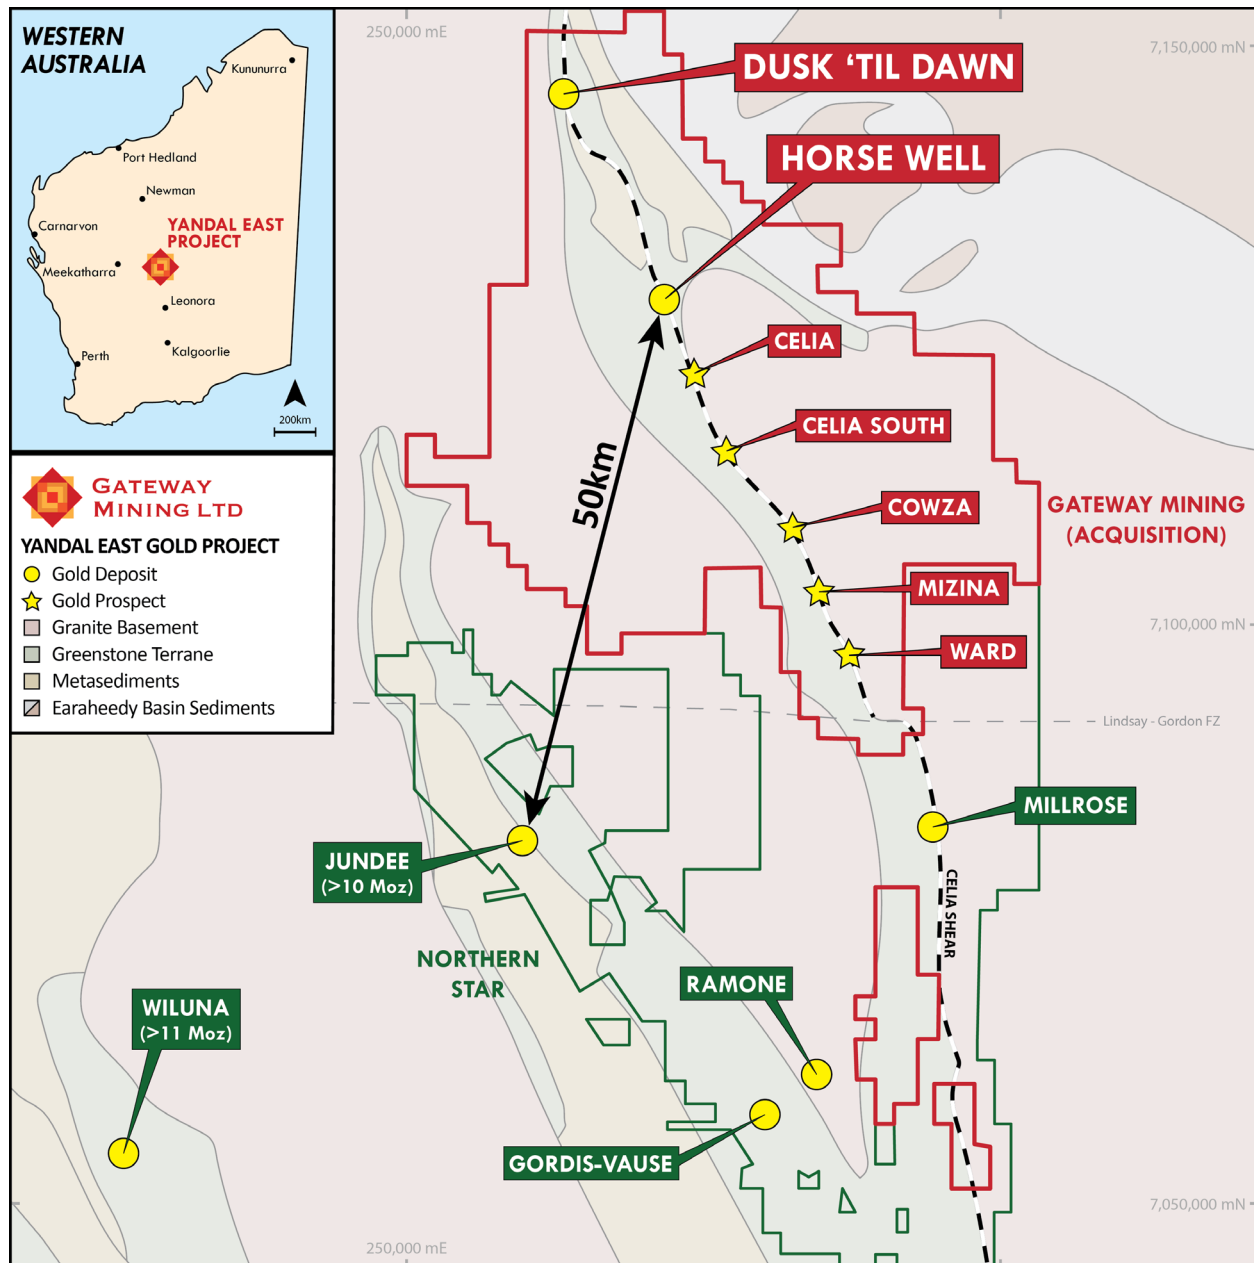 WESTERN
AUSTRALIA
Kununurra
Port Hedland
Newman
Carnarvon
YANDAL EAST
PROJECT
Meekatharra
Leonora
Kalgoorlie
Perth
200km
GATEWAY
MINING LTD
YANDAL EAST GOLD PROJECT
Gold Deposit
Gold Prospect
Granite Basement
Greenstone Terrane
Metasediments
Earaheedy Basin Sediments
250,000 mE
7,150,000 mN
DUSK ‘TIL DAWN
HORSE WELL
CELIA
CELIA SOUTH
50km
COWZA
GATEWAY MINING
(ACQUISITION)
MIZINA
7,100,000 mN
WARD
Lindsay - Gordon FZ
MILLROSE
JUNDEE
(>10 Moz)
CELIA SHEAR
NORTHERN
STAR
RAMONE
WILUNA
(>11 Moz)
GORDIS-VAUSE
7,050,000 mN
250,000 mE